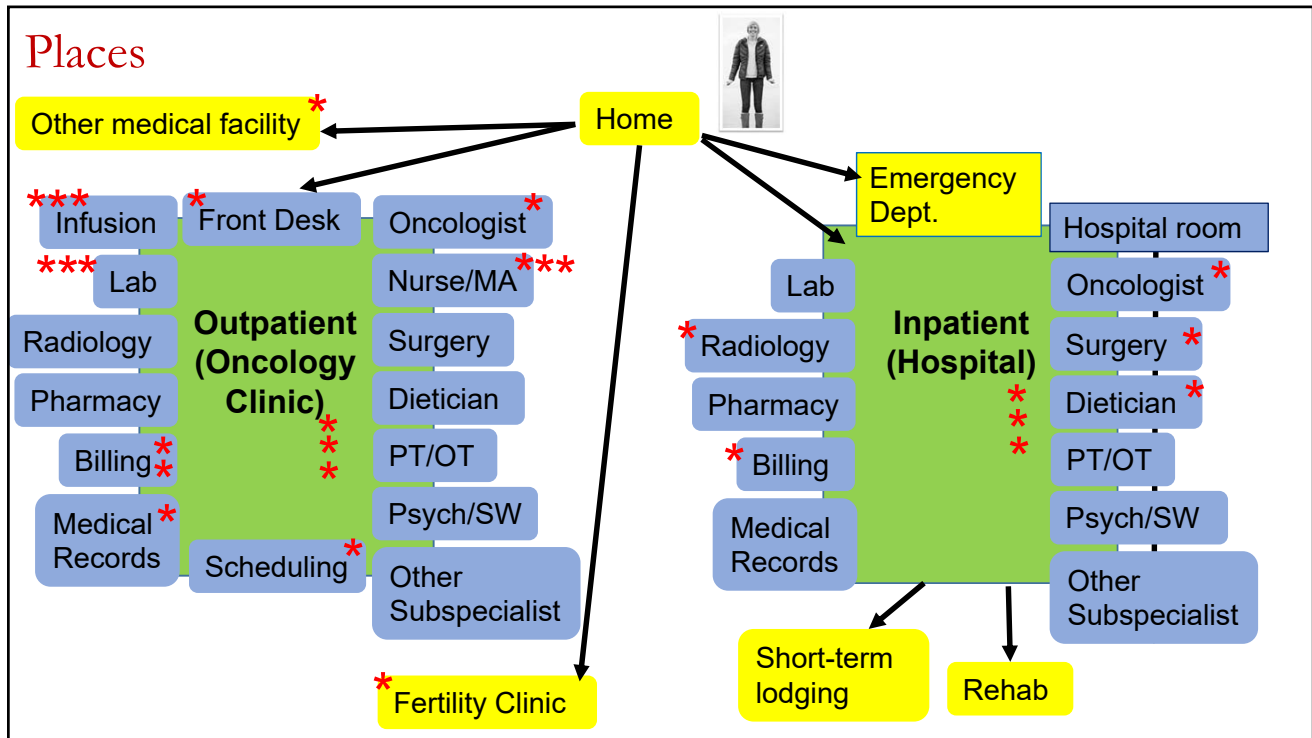 Places
Other medical facility *
Home
Emergency
Dept.
*** Infusion
* Front Desk
Oncologist *
Hospital room
*** Lab
Nurse/MA ***
Radiology
Outpatient
(Oncology
Clinic)
***
Surgery
Pharmacy
Dietician
Billing **
PT/OT
Medical *
Records
Psych/SW
Scheduling *
Other
Subspecialist
* Fertility Clinic
Lab
Oncologist *
* Radiology
Inpatient
(Hospital)
***
Surgery *
Pharmacy
Dietician *
* Billing
PT/OT
Medical
Records
Psych/SW
Other
Subspecialist
Short-term
lodging
Rehab